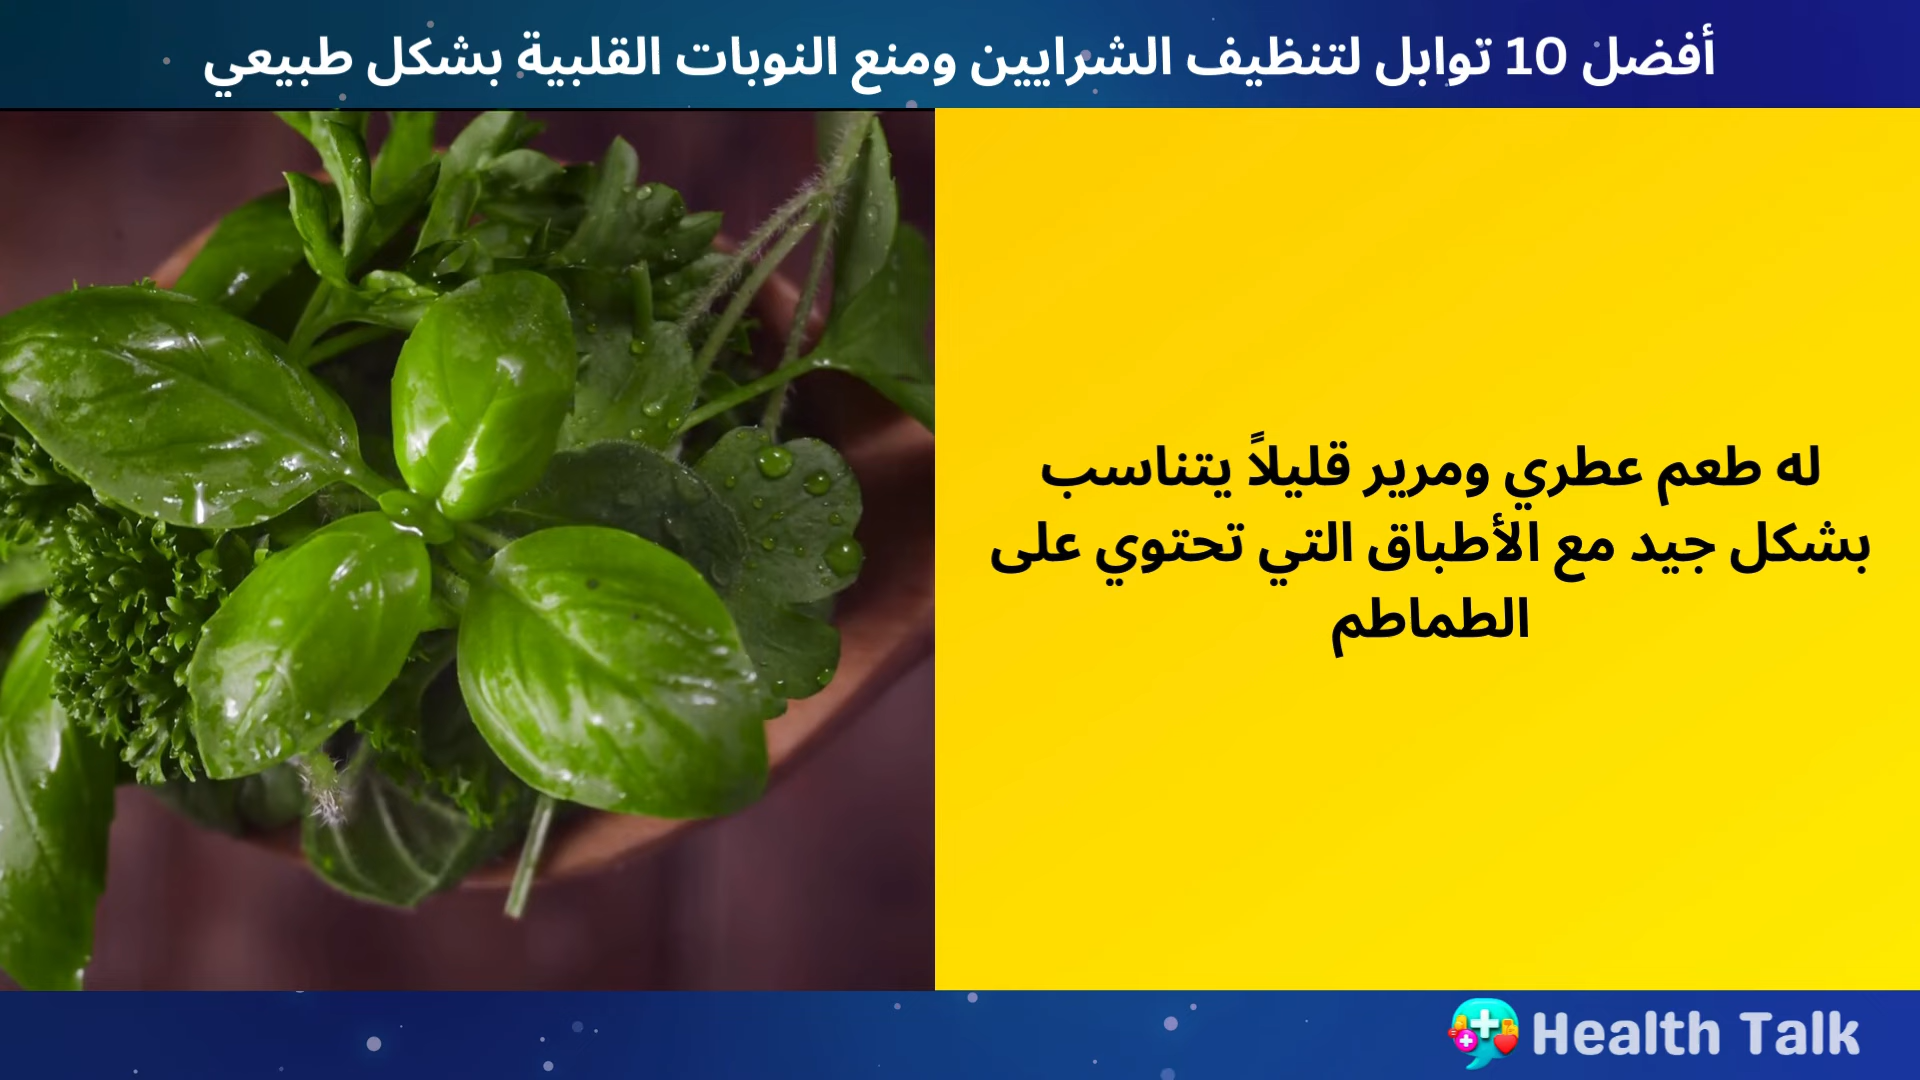 أفضل 10 توابل لتنظيف الشرايين ومنع النوبات القلبية بشكل طبيعي
له طعم عطري ومرير قليلاً يتناسب
بشكل جيد مع الأطباق التي تحتوي على
الطماطم
Health Talk